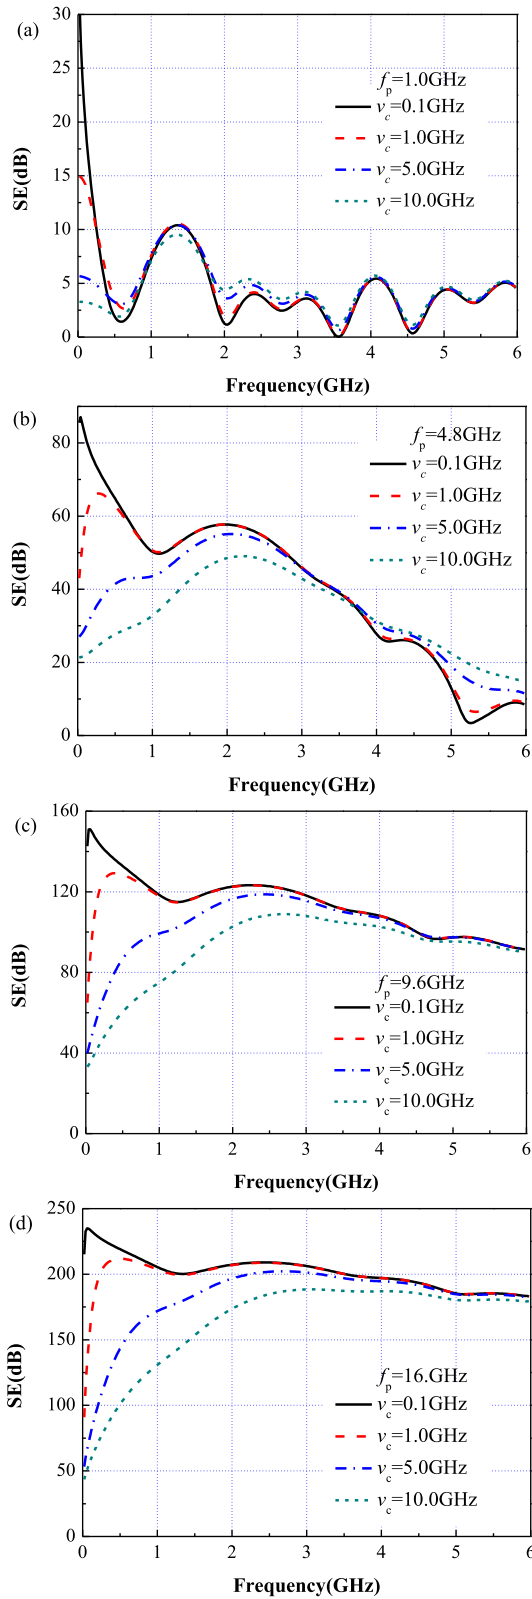 (a)
30
25
20
15
10
5
0
SE(dB)
fp=1.0GHz
vc=0.1GHz
vc=1.0GHz
vc=5.0GHz
vc=10.0GHz
0 1 2 3 4 5 6
Frequency(GHz)
(b)
80
60
40
20
0
SE(dB)
fp=4.8GHz
vc=0.1GHz
vc=1.0GHz
vc=5.0GHz
vc=10.0GHz
0 1 2 3 4 5 6
Frequency(GHz)
(c)
160
120
80
40
0
SE(dB)
fp=9.6GHz
vc=0.1GHz
vc=1.0GHz
vc=5.0GHz
vc=10.0GHz
0 1 2 3 4 5 6
Frequency(GHz)
(d)
250
200
150
100
50
0
SE(dB)
fp=16.GHz
vc=0.1GHz
vc=1.0GHz
vc=5.0GHz
vc=10.0GHz
0 1 2 3 4 5 6
Frequency(GHz)